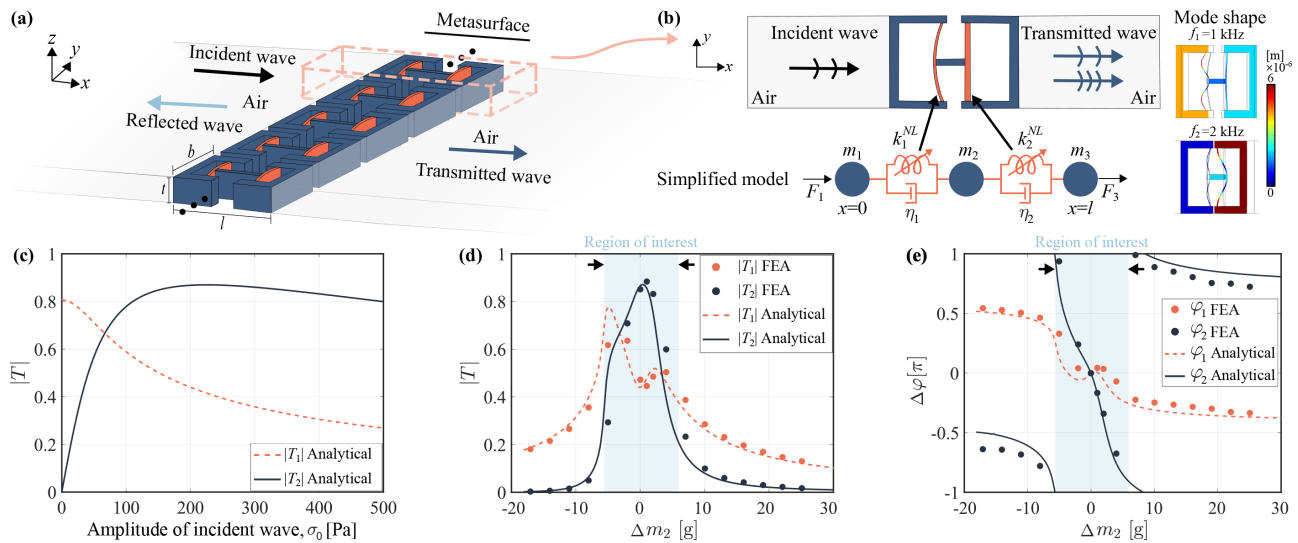 (a)
Metasurface
z
y
x
Incident wave
Air
Reflected wave
Air
Transmitted wave
b
t
l
(b)
y
x
Incident wave
Air
Transmitted wave
Air
k₁ᴺᴸ
k₂ᴺᴸ
m₁
m₂
m₃
Simplified model
F₁
F₃
x=0
η₁
η₂
x=l
Mode shape
f₁=1 kHz
[m]
×10⁻⁶
6
f₂=2 kHz
0
(c)
|T|
1
0.8
0.6
0.4
0.2
0
0 100 200 300 400 500
Amplitude of incident wave, σ₀ [Pa]
|T₁| Analytical
|T₂| Analytical
Region of interest
(d)
|T|
1
0.8
0.6
0.4
0.2
0
-20 -10 0 10 20 30
Δm₂ [g]
|T₁| FEA
|T₂| FEA
|T₁| Analytical
|T₂| Analytical
Region of interest
(e)
Δφ[π]
1
0.5
0
-0.5
-1
-20 -10 0 10 20 30
Δm₂ [g]
φ₁ FEA
φ₂ FEA
φ₁ Analytical
φ₂ Analytical